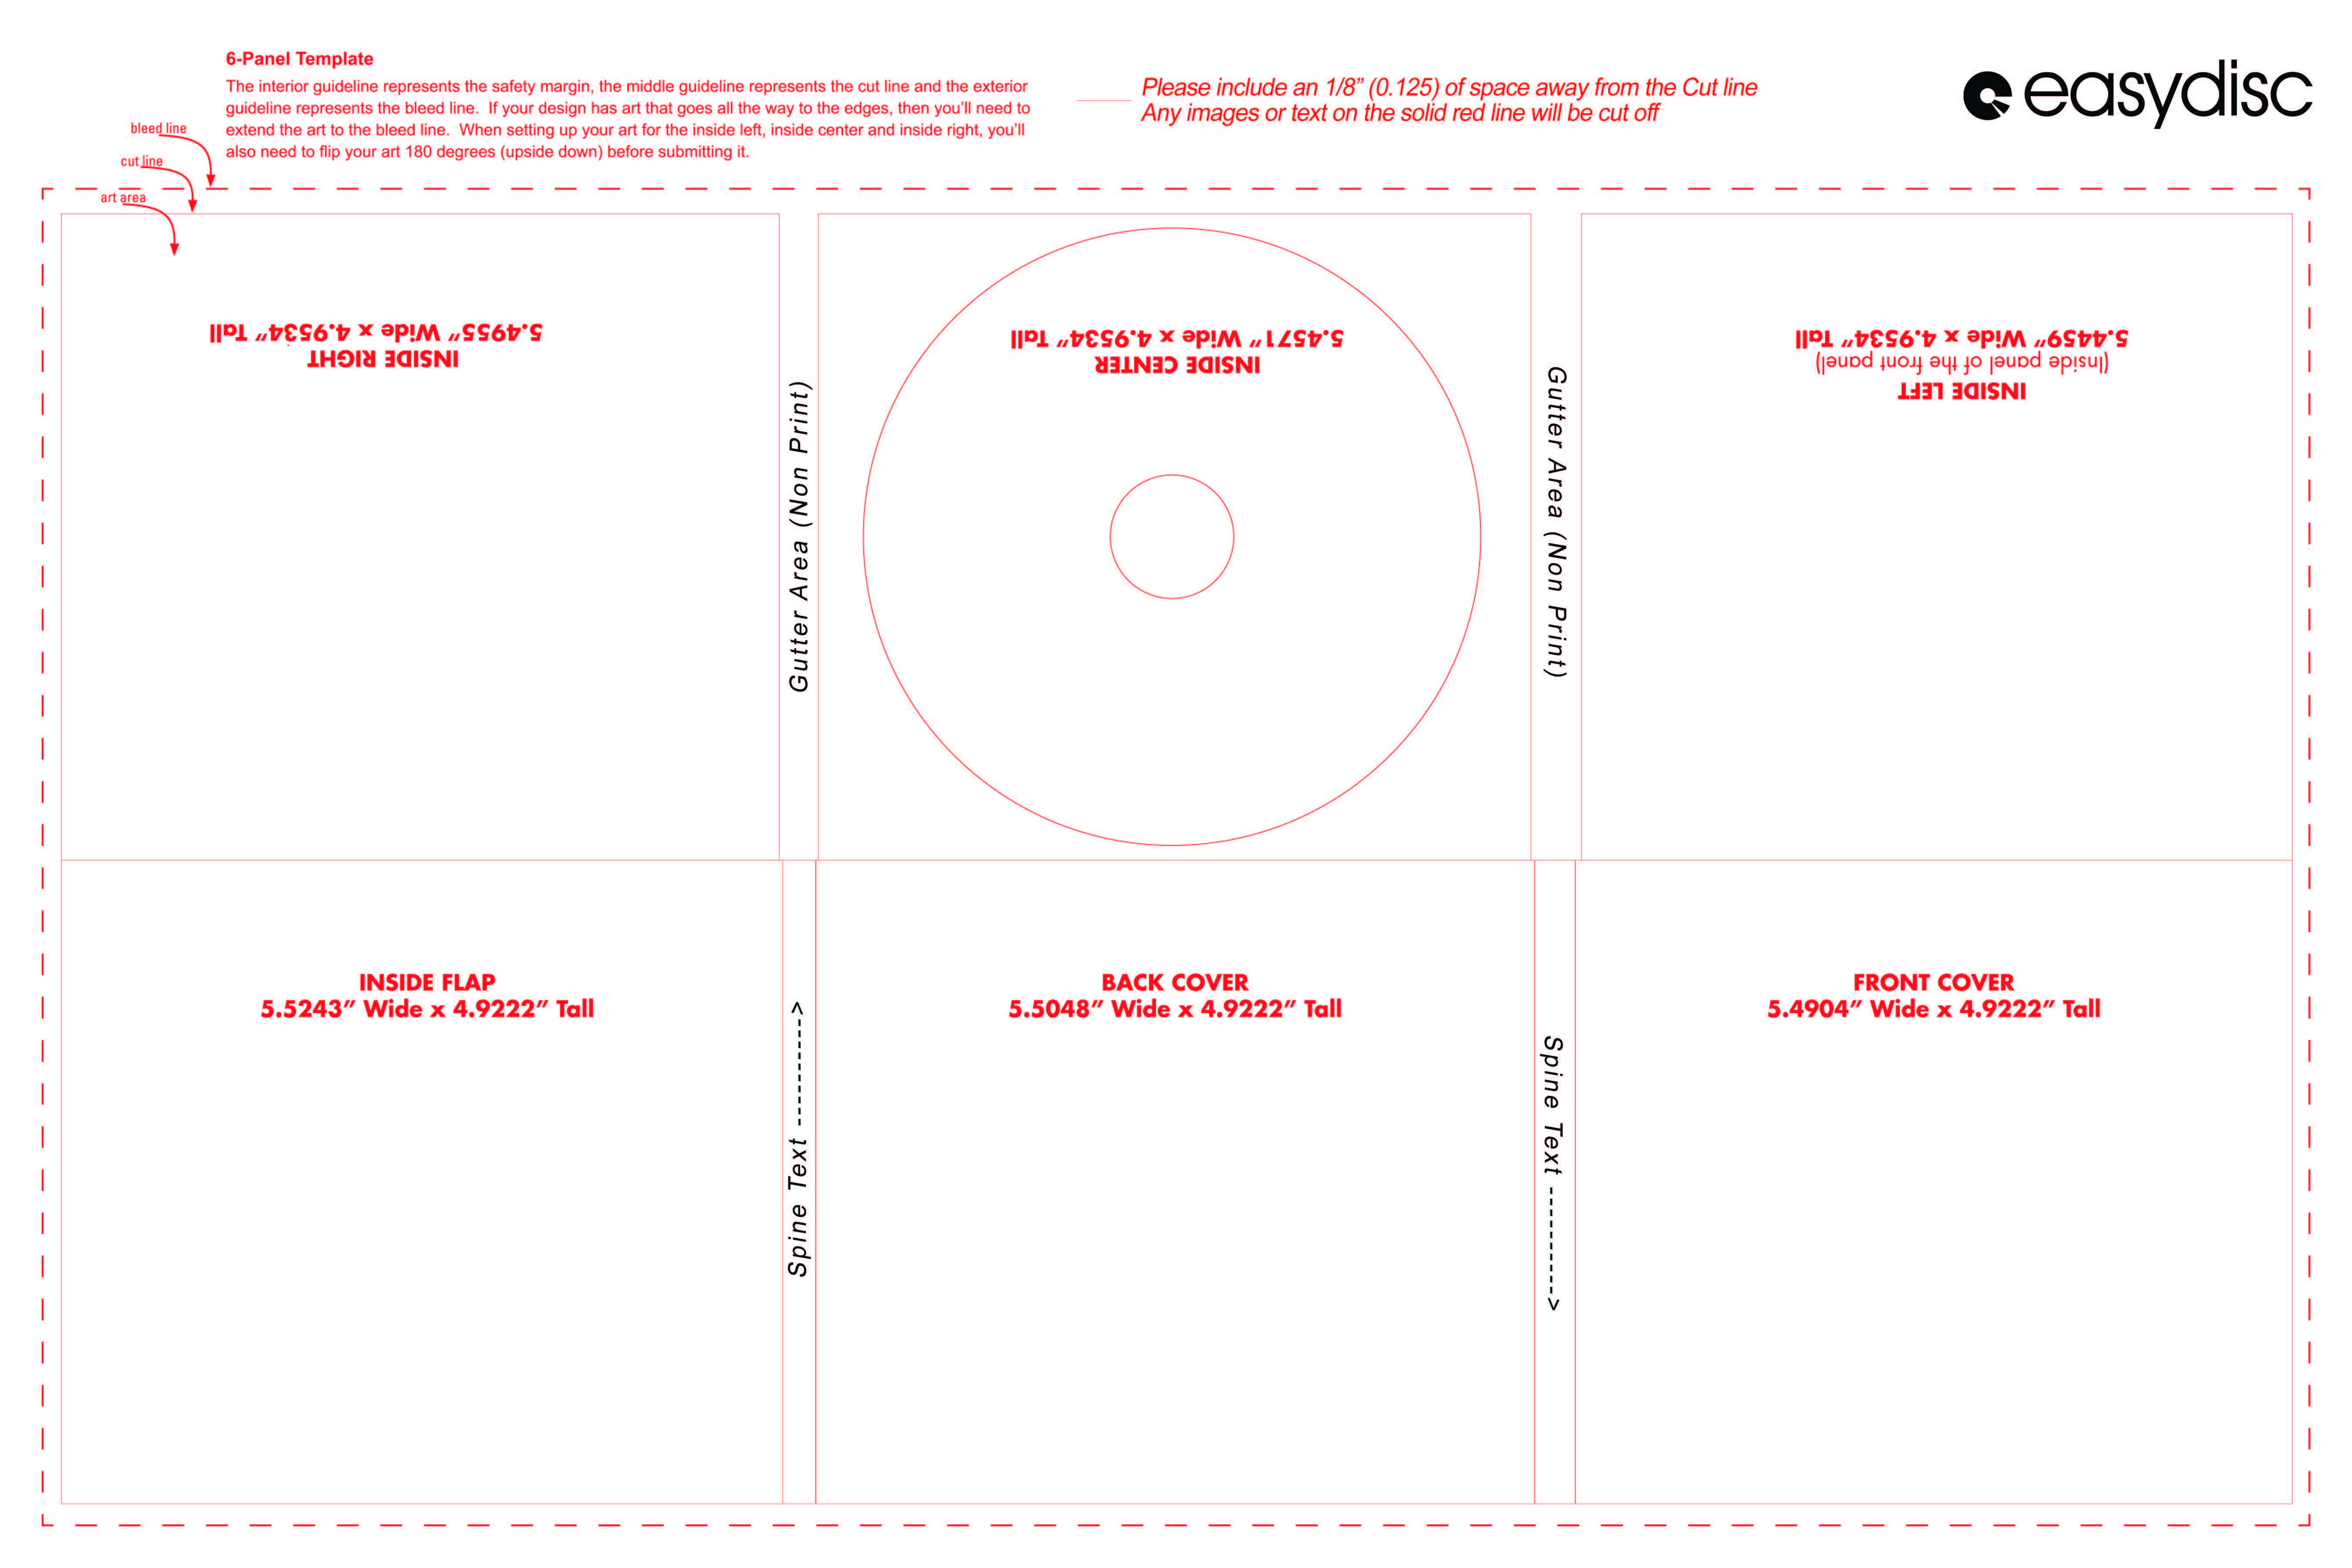 6-Panel Template
The interior guideline represents the safety margin, the middle guideline represents the cut line and the exterior
guideline represents the bleed line.  If your design has art that goes all the way to the edges, then you'll need to
extend the art to the bleed line.  When setting up your art for the inside left, inside center and inside right, you'll
also need to flip your art 180 degrees (upside down) before submitting it.
Please include an 1/8" (0.125) of space away from the Cut line
Any images or text on the solid red line will be cut off
easydisc
bleed line
cut line
art area
INSIDE RIGHT
5.4955" Wide x 4.9534" Tall
Gutter Area (Non Print)
INSIDE CENTER
5.4571" Wide x 4.9534" Tall
Gutter Area (Non Print)
INSIDE LEFT
(Inside panel of the front panel)
5.4459" Wide x 4.9534" Tall
INSIDE FLAP
5.5243" Wide x 4.9222" Tall
Spine Text ---------->
BACK COVER
5.5048" Wide x 4.9222" Tall
Spine Text ---------->
FRONT COVER
5.4904" Wide x 4.9222" Tall